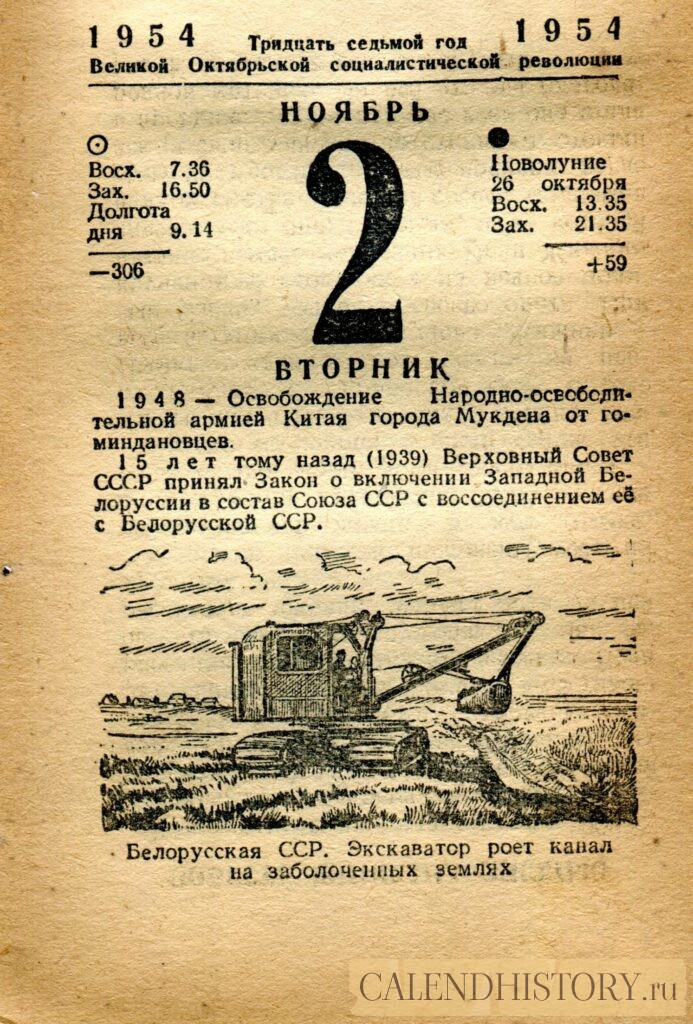 1954 Тридцать седьмой год 1954
Великой Октябрьской социалистической революции
НОЯБРЬ
Восх. 7.36
Зах. 16.50
Долгота
дня 9.14
—306
2
Новолуние
26 октября
Восх. 13.35
Зах. 21.35
+59
ВТОРНИК
1948 — Освобождение Народно-освободи-
тельной армией Китая города Мукдена от го-
миндановцев.
15 лет тому назад (1939) Верховный Совет
СССР принял Закон о включении Западной Бе-
лоруссии в состав Союза ССР с воссоединением её
с Белорусской ССР.
Белорусская ССР. Экскаватор роет канал
на заболоченных землях
CALENDHISTORY.ru